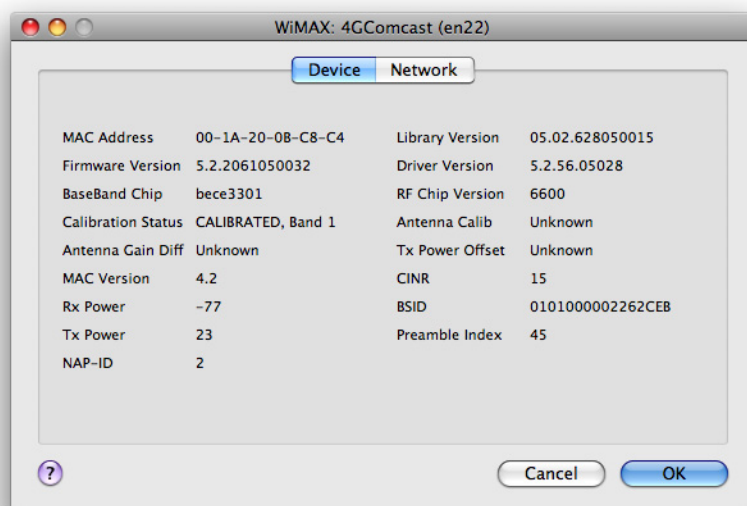 WiMAX: 4GComcast (en22)
Device Network
MAC Address 00-1A-20-0B-C8-C4 Library Version 05.02.628050015
Firmware Version 5.2.2061050032 Driver Version 5.2.56.05028
BaseBand Chip bece3301 RF Chip Version 6600
Calibration Status CALIBRATED, Band 1 Antenna Calib Unknown
Antenna Gain Diff Unknown Tx Power Offset Unknown
MAC Version 4.2 CINR 15
Rx Power -77 BSID 0101000002262CEB
Tx Power 23 Preamble Index 45
NAP-ID 2
? Cancel OK